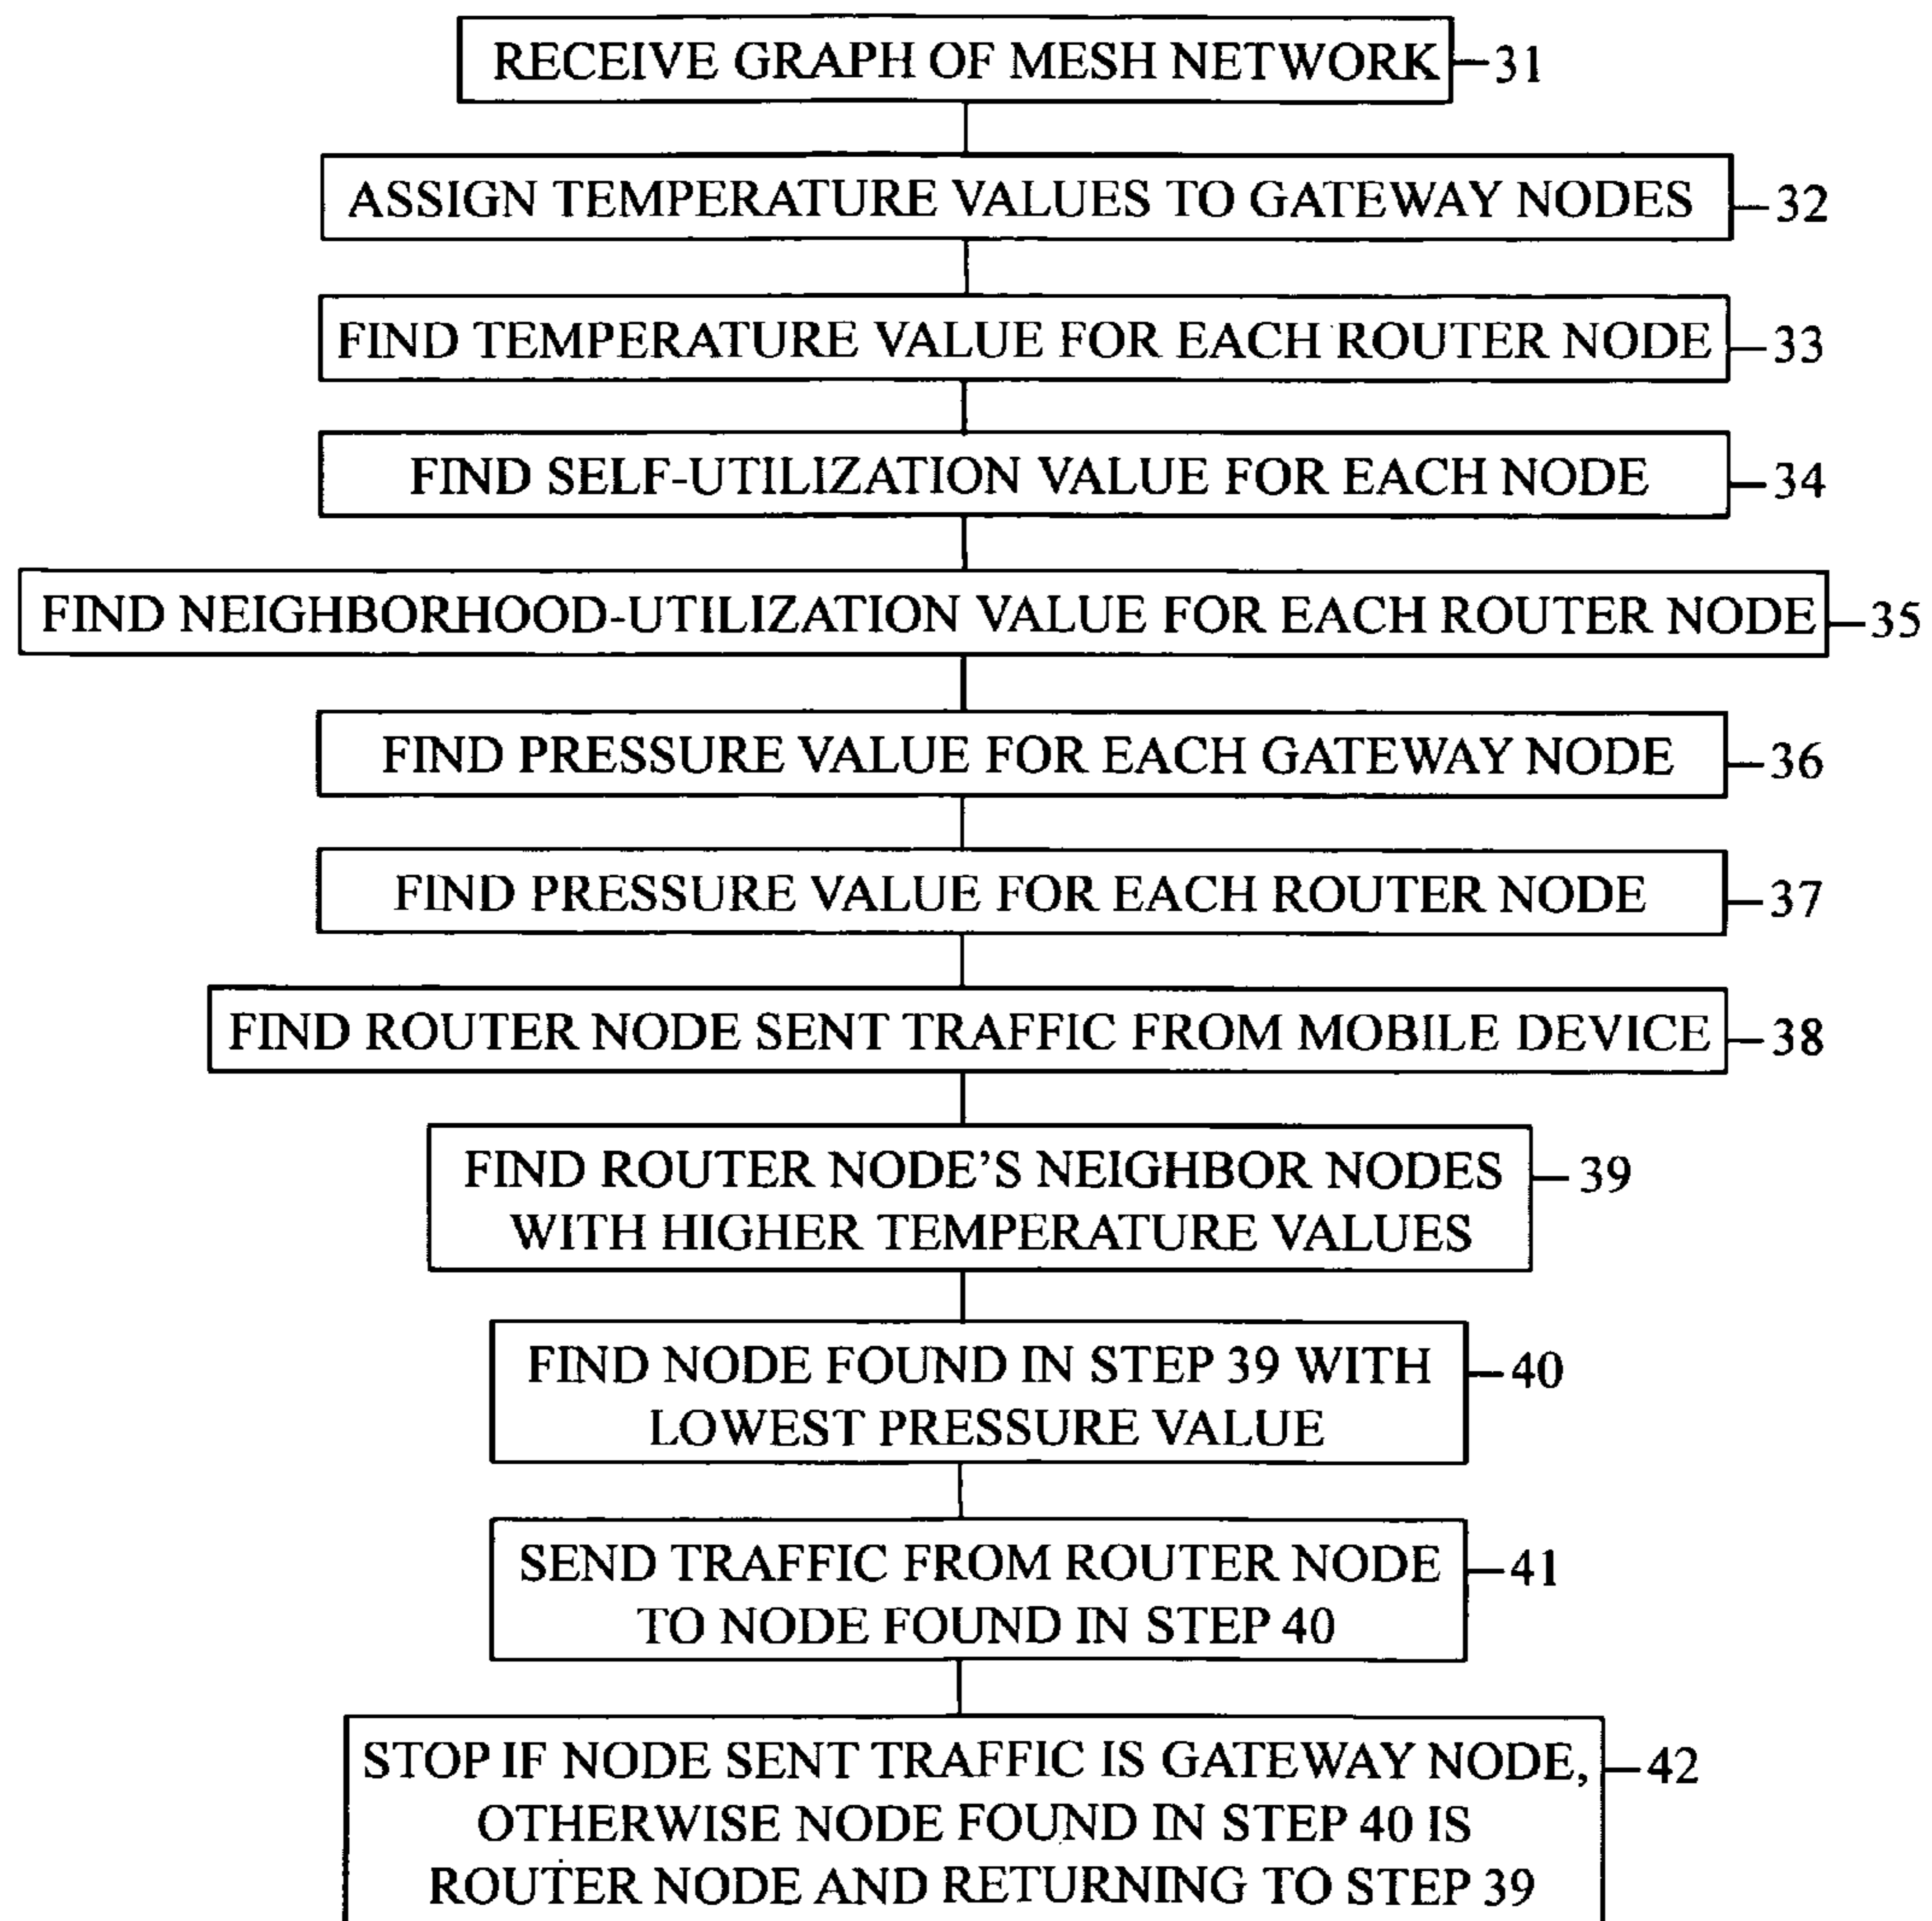 RECEIVE GRAPH OF MESH NETWORK 31
ASSIGN TEMPERATURE VALUES TO GATEWAY NODES 32
FIND TEMPERATURE VALUE FOR EACH ROUTER NODE 33
FIND SELF-UTILIZATION VALUE FOR EACH NODE 34
FIND NEIGHBORHOOD-UTILIZATION VALUE FOR EACH ROUTER NODE 35
FIND PRESSURE VALUE FOR EACH GATEWAY NODE 36
FIND PRESSURE VALUE FOR EACH ROUTER NODE 37
FIND ROUTER NODE SENT TRAFFIC FROM MOBILE DEVICE 38
FIND ROUTER NODE'S NEIGHBOR NODES 39
WITH HIGHER TEMPERATURE VALUES
FIND NODE FOUND IN STEP 39 WITH 40
LOWEST PRESSURE VALUE
SEND TRAFFIC FROM ROUTER NODE 41
TO NODE FOUND IN STEP 40
STOP IF NODE SENT TRAFFIC IS GATEWAY NODE, 42
OTHERWISE NODE FOUND IN STEP 40 IS
ROUTER NODE AND RETURNING TO STEP 39